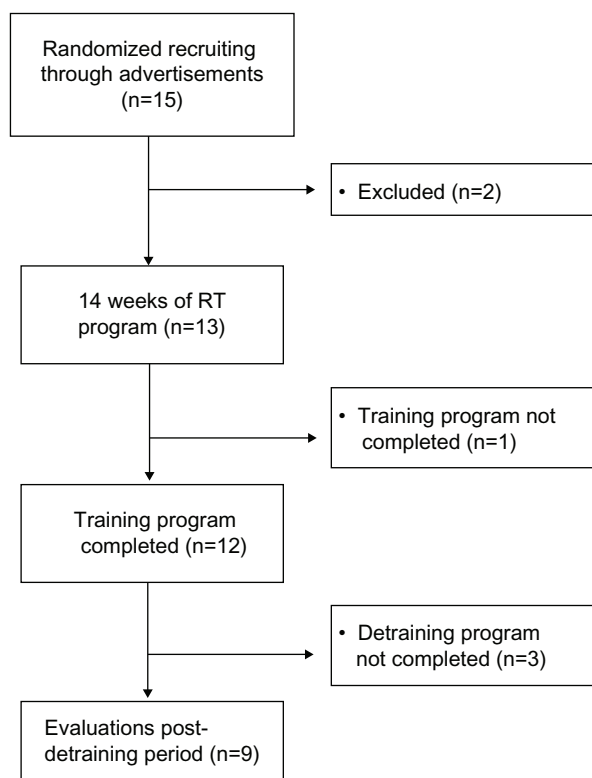 Randomized recruiting
through advertisements
(n=15)
• Excluded (n=2)
14 weeks of RT
program (n=13)
• Training program not
completed (n=1)
Training program
completed (n=12)
• Detraining program
not completed (n=3)
Evaluations post-
detraining period
(n=9)